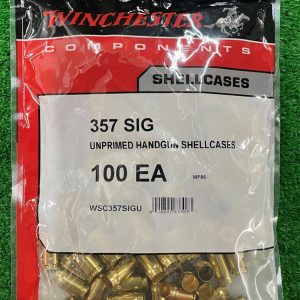 WINCHESTER
COMPONENTS
SHELLCASES
357 SIG
UNPRIMED HANDGUN SHELLCASES
100 EA
WSC357SIGU